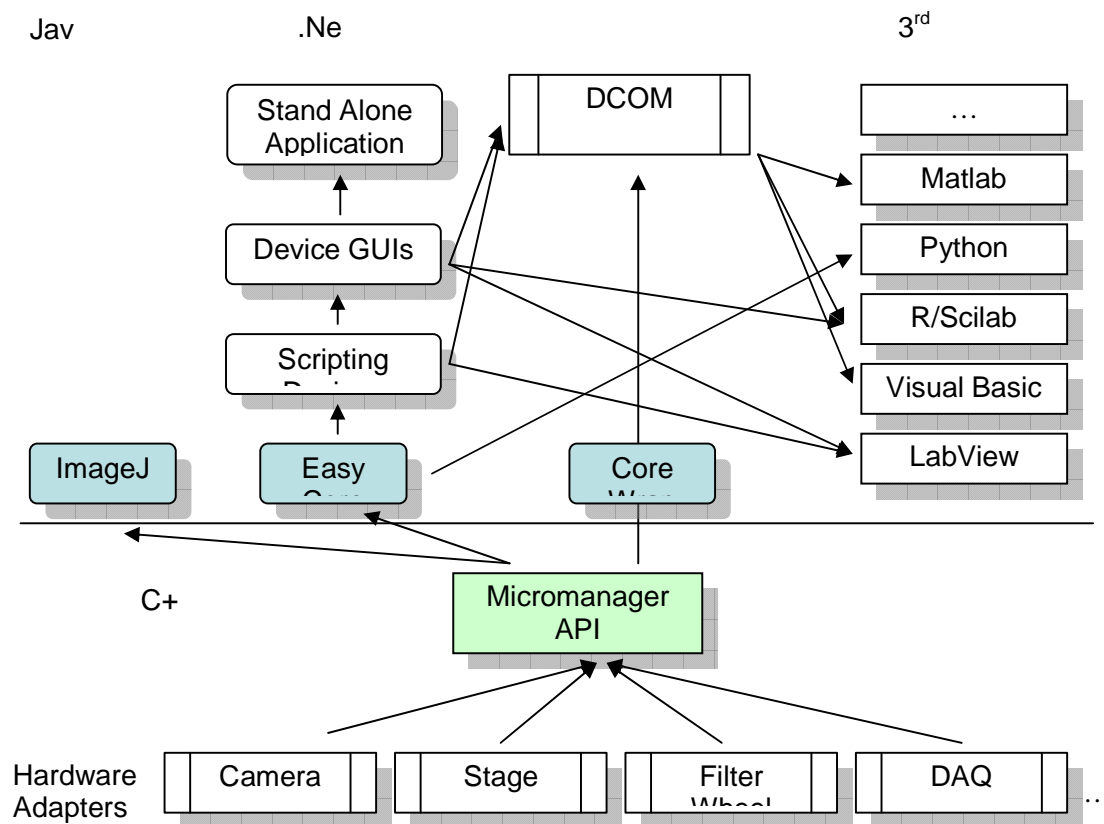 Jav
.Ne
3rd
Stand Alone
Application
DCOM
…
Matlab
Device GUIs
Python
Scripting
R/Scilab
Visual Basic
ImageJ
Easy
Core
LabView
C+
Micromanager
API
Hardware
Adapters
Camera
Stage
Filter
Wheel
DAQ
…